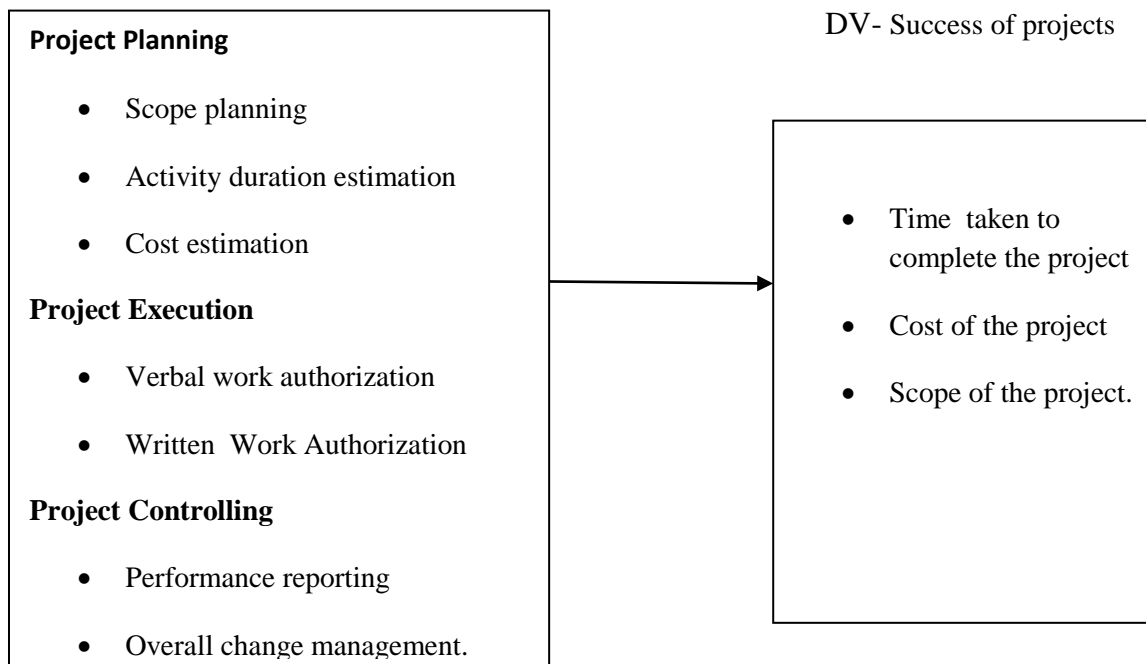 DV- Success of projects
Project Planning
• Scope planning
• Activity duration estimation
• Cost estimation
Project Execution
• Verbal work authorization
• Written Work Authorization
Project Controlling
• Performance reporting
• Overall change management.
• Time taken to
complete the project
• Cost of the project
• Scope of the project.